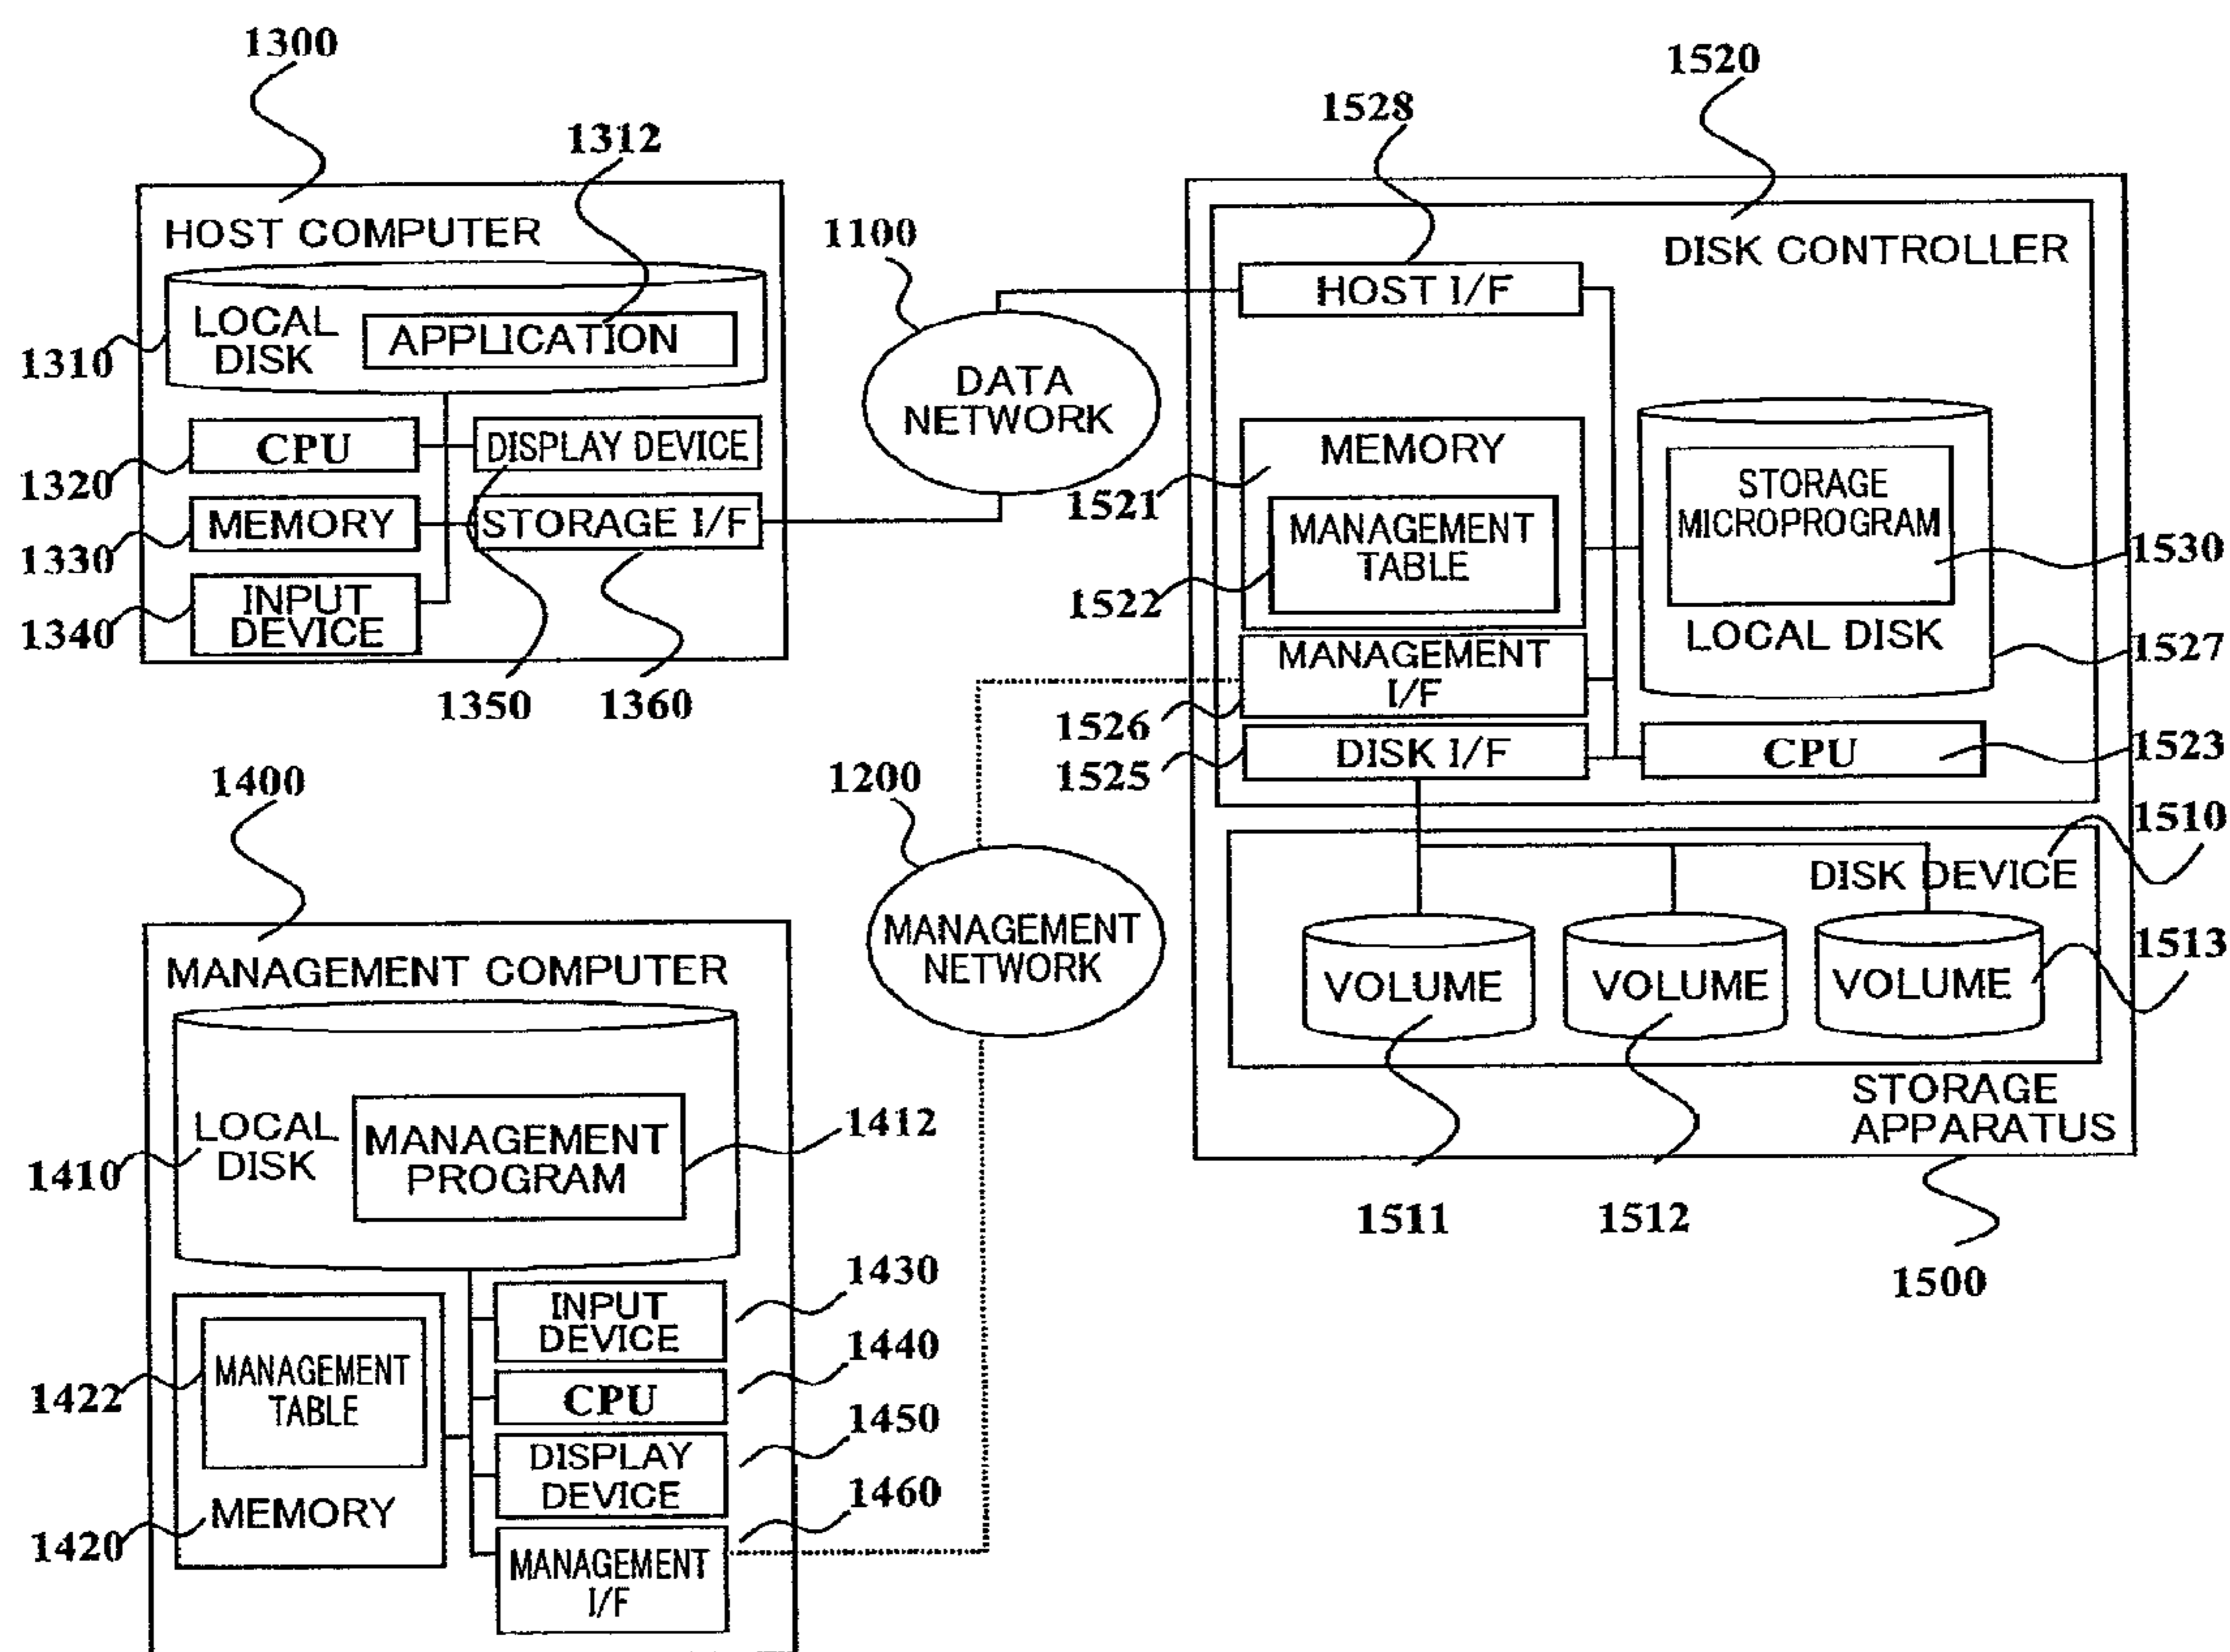 1300
1312
HOST COMPUTER
LOCAL
DISK
APPLICATION
1310
CPU
DISPLAY DEVICE
1320
MEMORY
STORAGE I/F
1330
INPUT
DEVICE
1340
1350
1360
1100
DATA
NETWORK
1520
1528
DISK CONTROLLER
HOST I/F
MEMORY
1521
MANAGEMENT
TABLE
1522
STORAGE
MICROPROGRAM
1530
LOCAL DISK
1527
MANAGEMENT
I/F
1526
DISK I/F
1525
CPU
1523
1510
DISK DEVICE
VOLUME
VOLUME
VOLUME
1513
STORAGE
APPARATUS
1511
1512
1500
1200
MANAGEMENT
NETWORK
1400
MANAGEMENT COMPUTER
LOCAL
DISK
1410
MANAGEMENT
PROGRAM
1412
INPUT
DEVICE
1430
MANAGEMENT
TABLE
1422
CPU
1440
DISPLAY
DEVICE
1450
MEMORY
1420
MANAGEMENT
I/F
1460